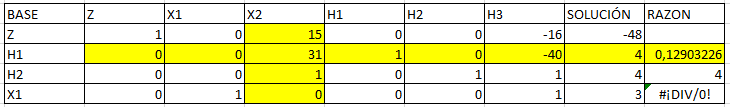 BASE Z X1 X2 H1 H2 H3 SOLUCIÓN RAZON
Z 1 0 15 0 0 -16 -48
H1 0 0 31 1 0 -40 4 0,12903226
H2 0 0 1 0 1 1 4 4
X1 0 1 0 0 0 1 3 #¡DIV/0!